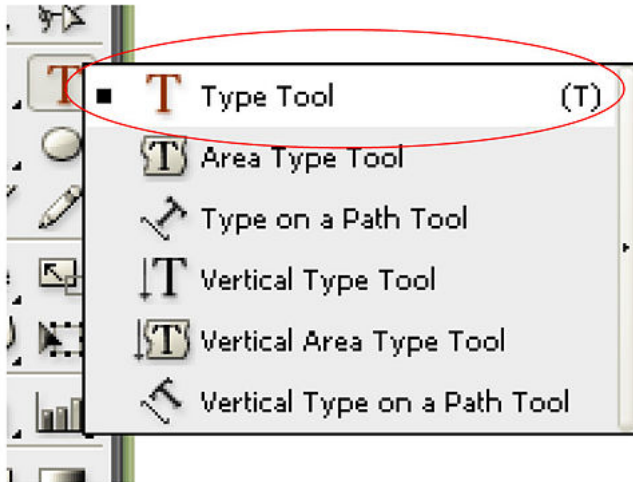 Type Tool (T)
Area Type Tool
Type on a Path Tool
Vertical Type Tool
Vertical Area Type Tool
Vertical Type on a Path Tool